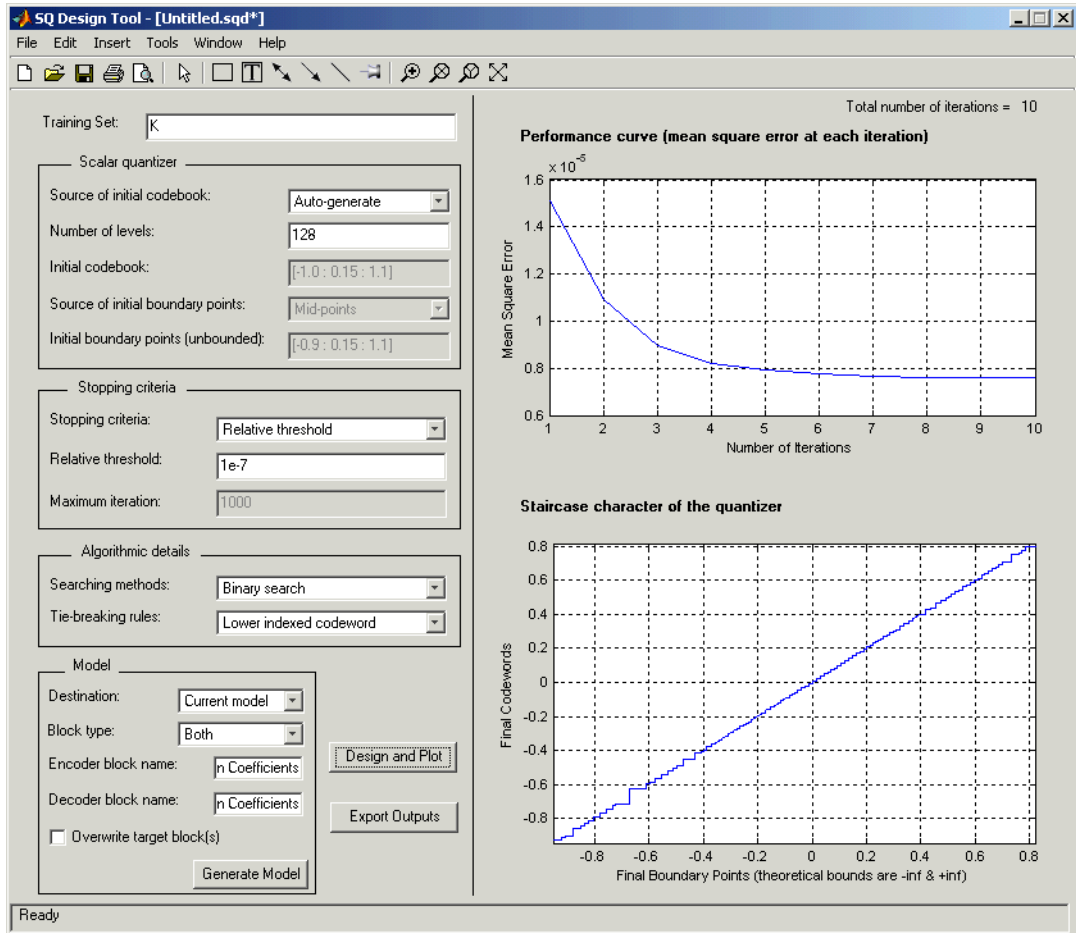 SQ Design Tool - [Untitled.sqd*]
File Edit Insert Tools Window Help
T
Training Set: K
Scalar quantizer
Source of initial codebook: Auto-generate
Number of levels: 128
Initial codebook: [-1.0 : 0.15 : 1.1]
Source of initial boundary points: Mid-points
Initial boundary points (unbounded): [-0.9 : 0.15 : 1.1]
Stopping criteria
Stopping criteria: Relative threshold
Relative threshold: 1e-7
Maximum iteration: 1000
Algorithmic details
Searching methods: Binary search
Tie-breaking rules: Lower indexed codeword
Model
Destination: Current model
Block type: Both
Encoder block name: n Coefficients
Decoder block name: n Coefficients
Overwrite target block(s)
Generate Model
Design and Plot
Export Outputs
Total number of iterations = 10
Performance curve (mean square error at each iteration)
x 10^-5
1.6
1.4
1.2
1
0.8
0.6
Mean Square Error
1 2 3 4 5 6 7 8 9 10
Number of Iterations
Staircase character of the quantizer
0.8
0.6
0.4
0.2
0
-0.2
-0.4
-0.6
-0.8
Final Codewords
-0.8 -0.6 -0.4 -0.2 0 0.2 0.4 0.6 0.8
Final Boundary Points (theoretical bounds are -inf & +inf)
Ready